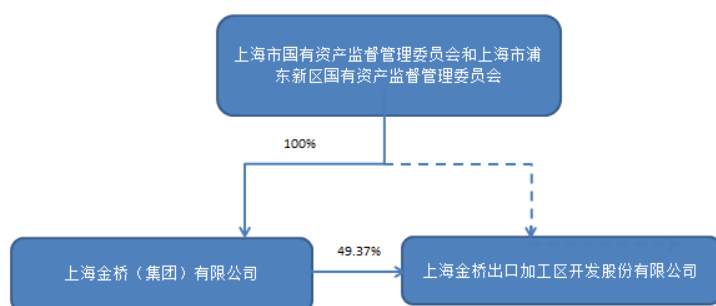 上海市国有资产监督管理委员会和上海市浦
东新区国有资产监督管理委员会
100%
上海金桥（集团）有限公司
49.37%
上海金桥出口加工区开发股份有限公司